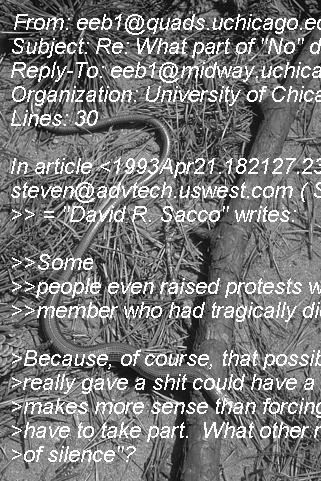 From: eeb1@quads.uchicago.ed
Subject: Re: What part of "No" d
Reply-To: eeb1@midway.uchica
Organization: University of Chica
Lines: 30
In article <1993Apr21.182127.23
steven@advtech.uswest.com ( S
>> = "David R. Sacco" writes:
>>Some
>>people even raised protests w
>>member who had tragically di
>Because, of course, that possib
>really gave a shit could have a
>makes more sense than forcing
>have to take part.  What other r
>of silence"?